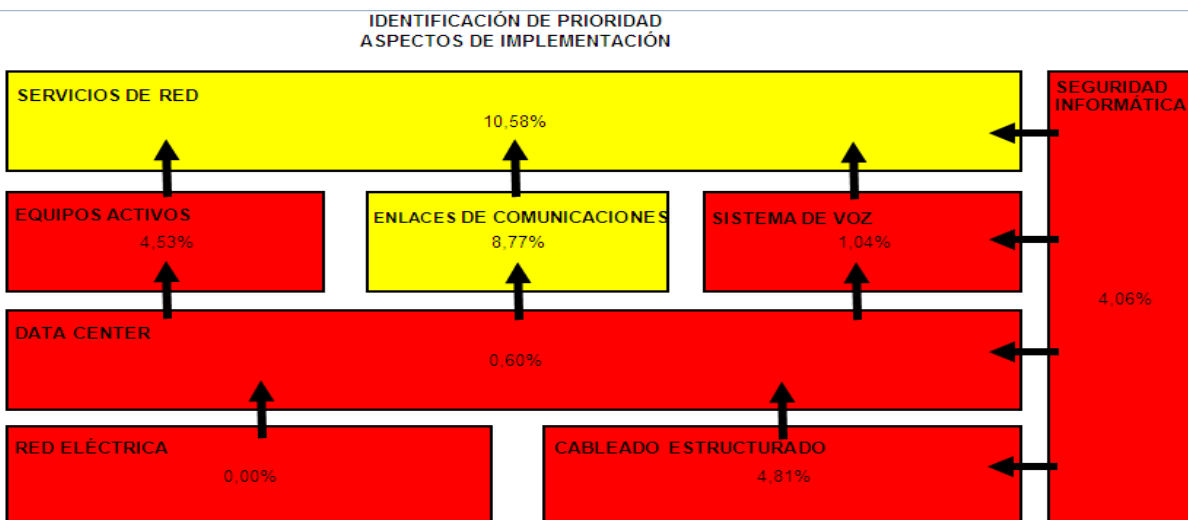 IDENTIFICACIÓN DE PRIORIDAD
ASPECTOS DE IMPLEMENTACIÓN
SERVICIOS DE RED
10,58%
SEGURIDAD
INFORMÁTICA
4,06%
EQUIPOS ACTIVOS
4,53%
ENLACES DE COMUNICACIONES
8,77%
SISTEMA DE VOZ
1,04%
DATA CENTER
0,60%
RED ELÉCTRICA
0,00%
CABLEADO ESTRUCTURADO
4,81%